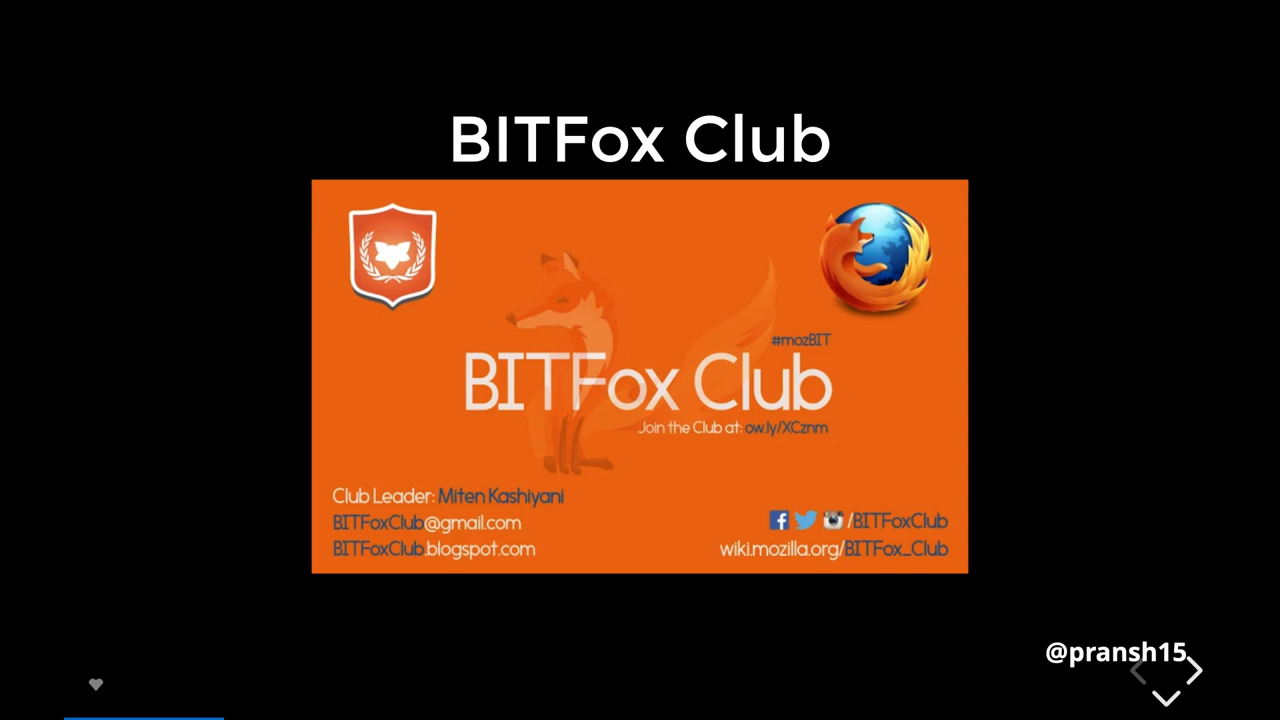 BITFox Club
#mozBIT
BITFox Club
Join the Club at: ow.ly/XCznm
Club Leader: Miten Kashiyani
BITFoxClub@gmail.com
BITFoxClub.blogspot.com
/BITFoxClub
wiki.mozilla.org/BITFox_Club
@pransh15